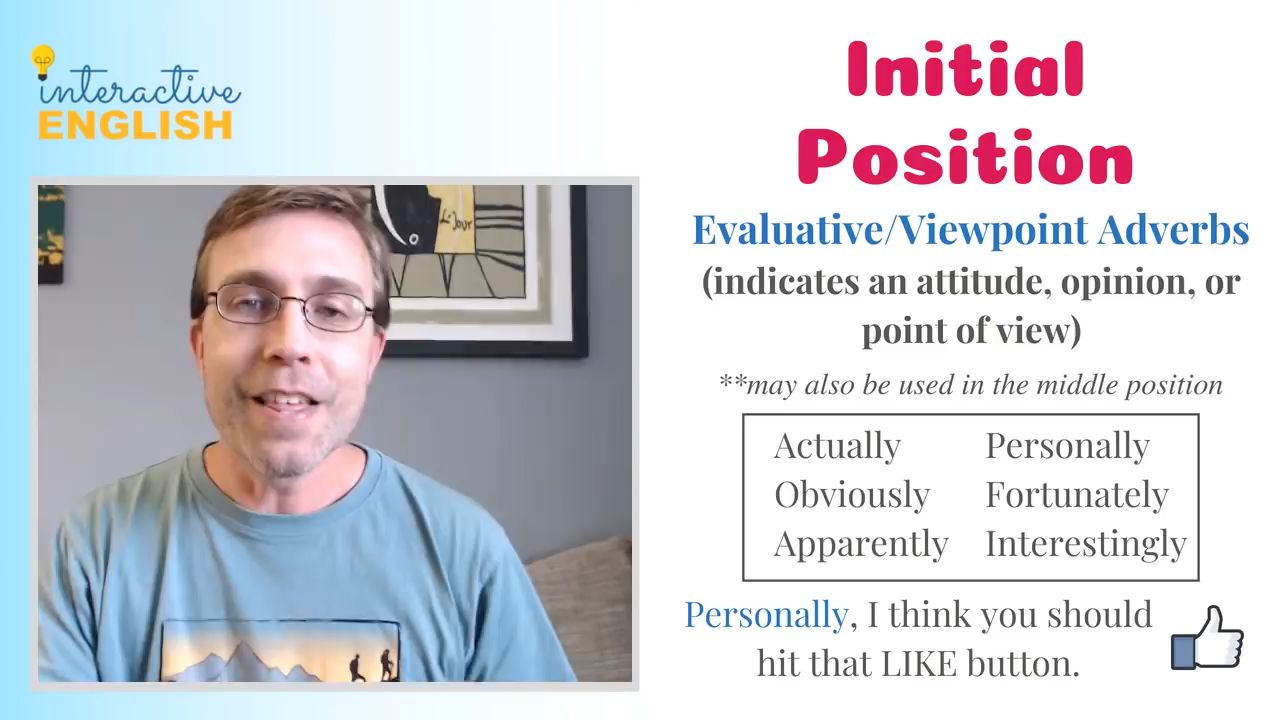 interactive
ENGLISH
L'Jour
Initial
Position
Evaluative/Viewpoint Adverbs
(indicates an attitude, opinion, or
point of view)
**may also be used in the middle position
Actually Personally
Obviously Fortunately
Apparently Interestingly
Personally, I think you should
hit that LIKE button.